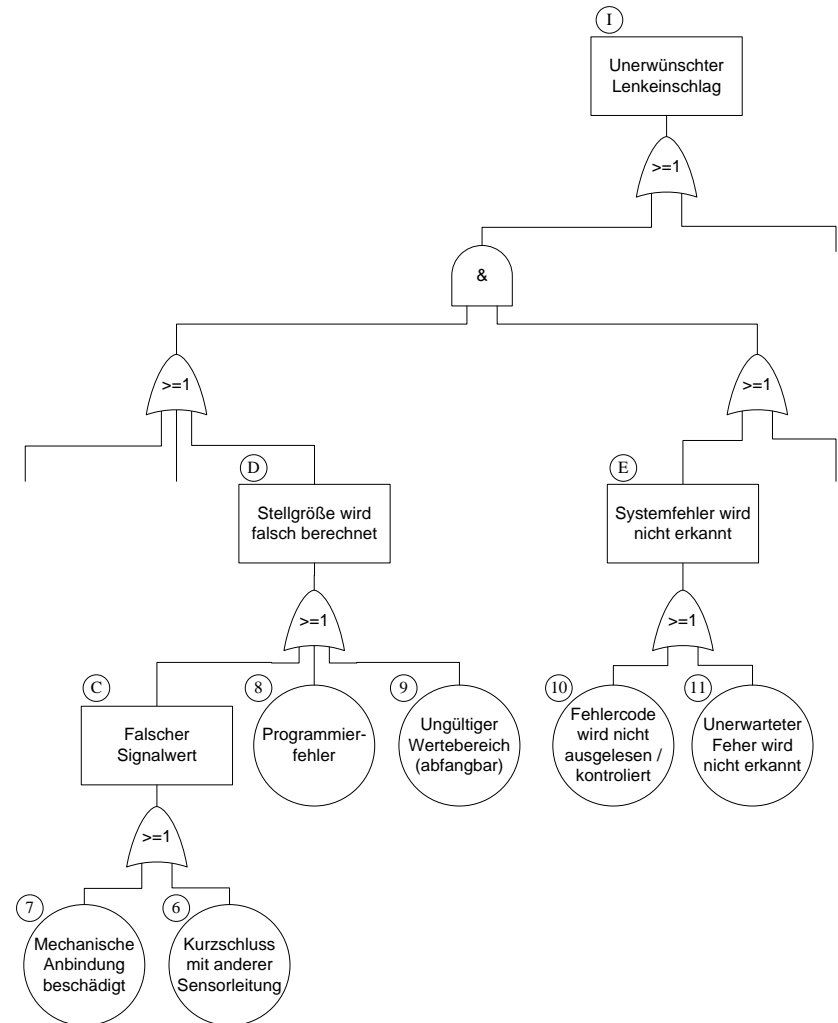 I
Unerwünschter
Lenkeinschlag
>=1
&
>=1
>=1
D
Stellgröße wird
falsch berechnet
E
Systemfehler wird
nicht erkannt
>=1
>=1
C
Falscher
Signalwert
8
Programmier-
fehler
9
Ungültiger
Wertebereich
(abfangbar)
10
Fehlercode
wird nicht
ausgelesen /
kontroliert
11
Unerwarteter
Feher wird
nicht erkannt
>=1
7
Mechanische
Anbindung
beschädigt
6
Kurzschluss
mit anderer
Sensorleitung